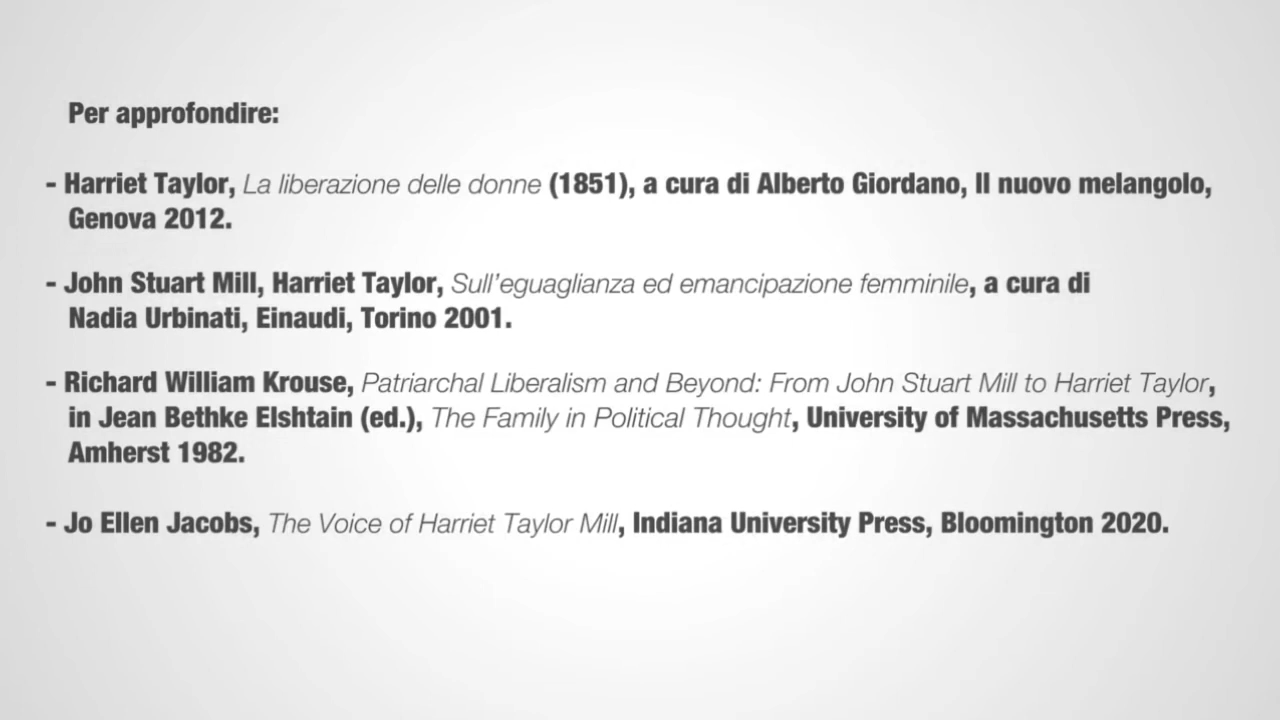 Per approfondire:
- Harriet Taylor, La liberazione delle donne (1851), a cura di Alberto Giordano, Il nuovo melangolo,
Genova 2012.
- John Stuart Mill, Harriet Taylor, Sull'eguaglianza ed emancipazione femminile, a cura di
Nadia Urbinati, Einaudi, Torino 2001.
- Richard William Krouse, Patriarchal Liberalism and Beyond: From John Stuart Mill to Harriet Taylor,
in Jean Bethke Elshtain (ed.), The Family in Political Thought, University of Massachusetts Press,
Amherst 1982.
- Jo Ellen Jacobs, The Voice of Harriet Taylor Mill, Indiana University Press, Bloomington 2020.